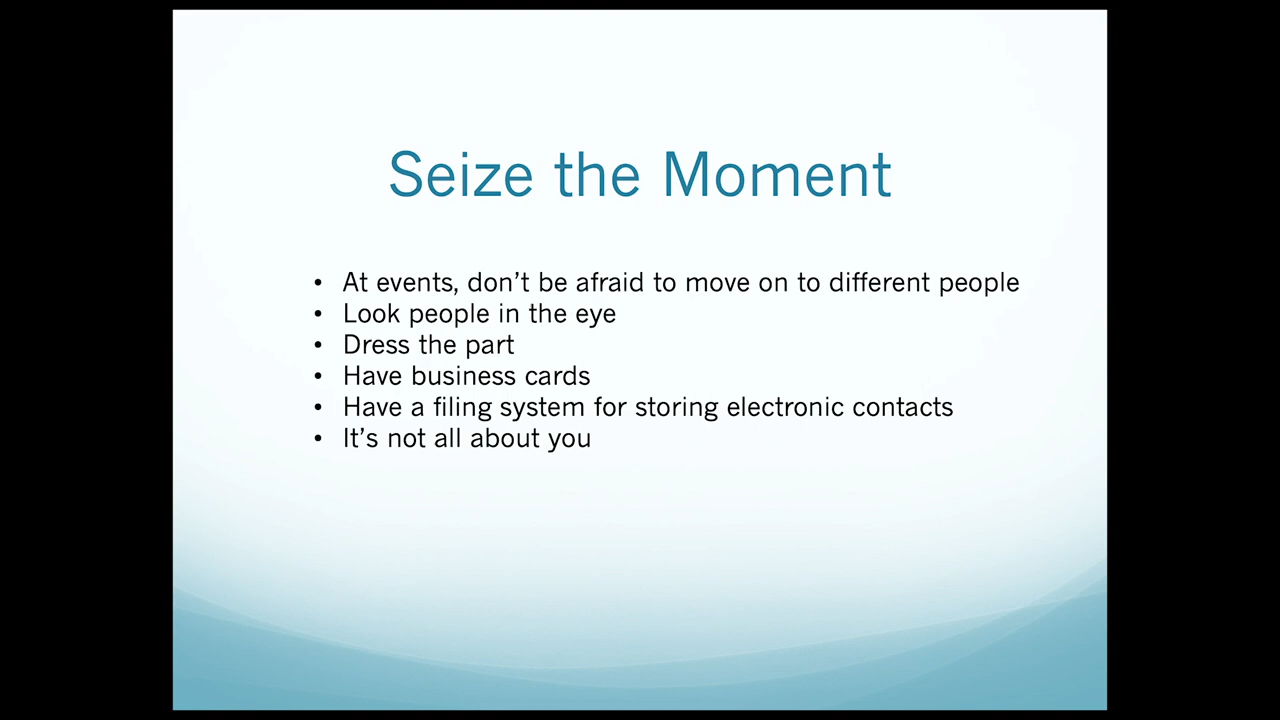 Seize the Moment
• At events, don’t be afraid to move on to different people
• Look people in the eye
• Dress the part
• Have business cards
• Have a filing system for storing electronic contacts
• It’s not all about you